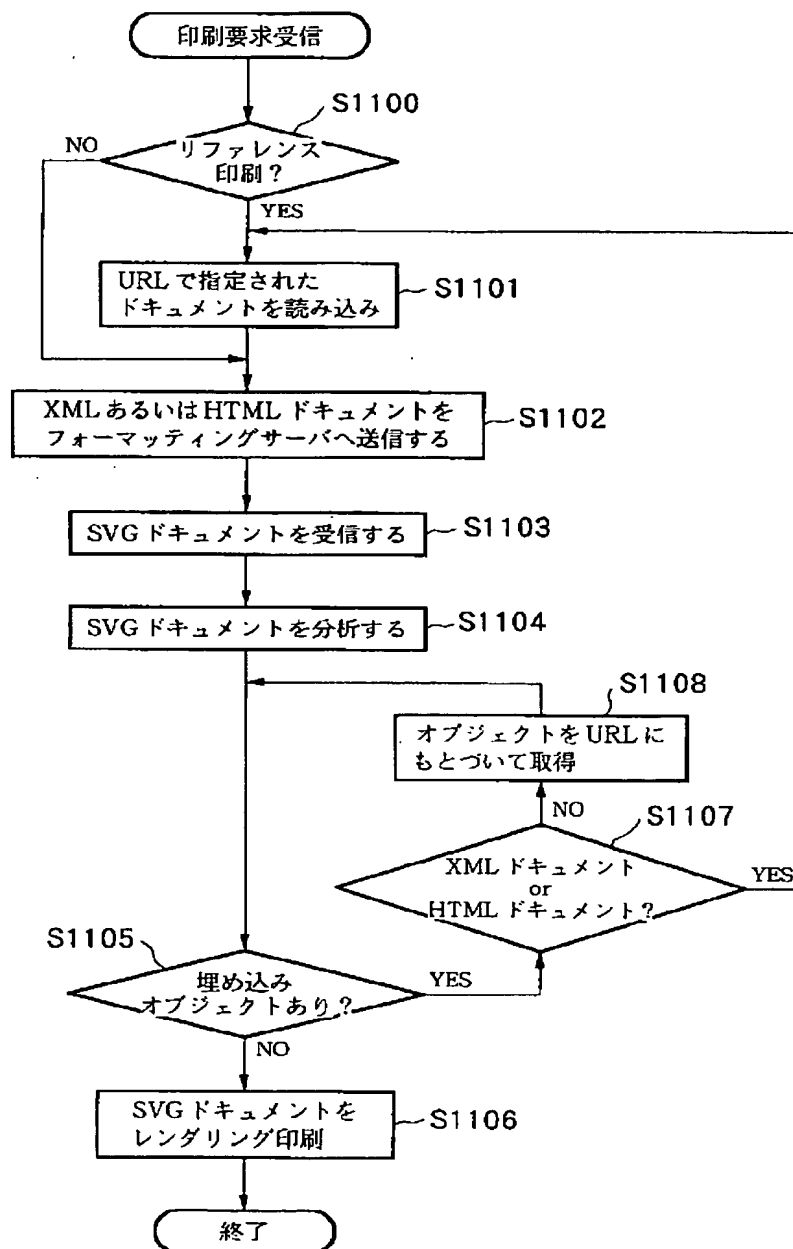 印刷要求受信
S1100
NO
リファレンス
印刷?
YES
URLで指定された
ドキュメントを読み込み
S1101
XMLあるいはHTMLドキュメントを
フォーマッティングサーバへ送信する
S1102
SVGドキュメントを受信する
S1103
SVGドキュメントを分析する
S1104
S1108
オブジェクトをURLに
もとづいて取得
NO
S1107
XMLドキュメント
or
HTMLドキュメント?
YES
S1105
埋め込み
オブジェクトあり?
YES
NO
SVGドキュメントを
レンダリング印刷
S1106
終了